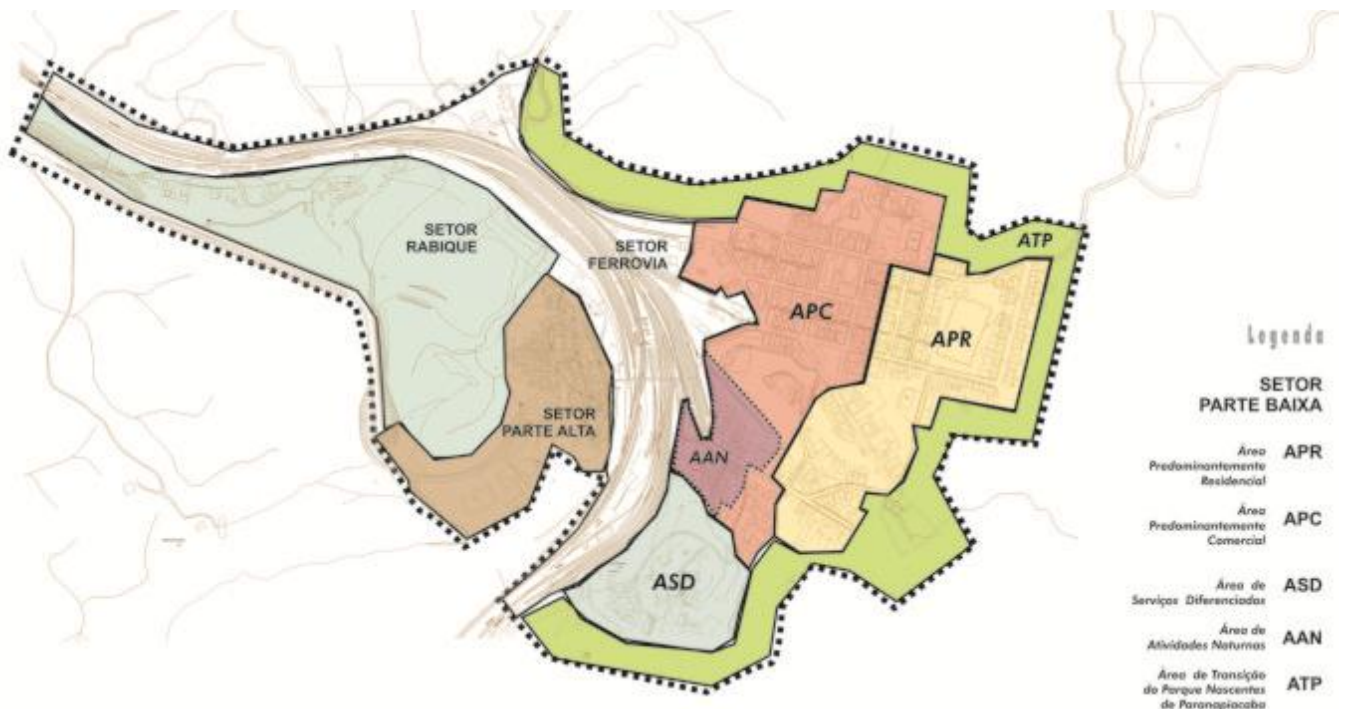 SETOR
RABIQUE
SETOR
FERROVIA
ATP
APC
APR
SETOR
PARTE ALTA
AAN
ASD
Legenda
SETOR
PARTE BAIXA
Área
Predominantemente
Residencial
APR
Área
Predominantemente
Comercial
APC
Área de
Serviços Diferenciados
ASD
Área de
Atividades Noturnas
AAN
Área de Transição
do Parque Nascentes
de Paranapiacaba
ATP